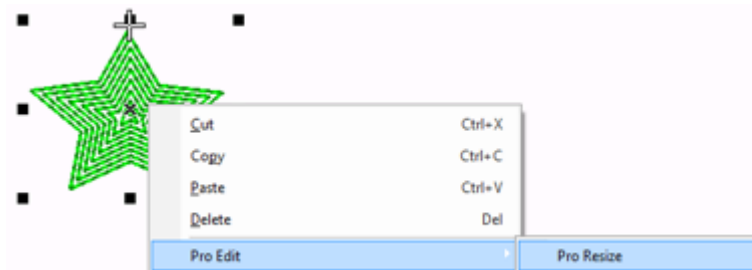 Cut Ctrl+X
Copy Ctrl+C
Paste Ctrl+V
Delete Del
Pro Edit Pro Resize